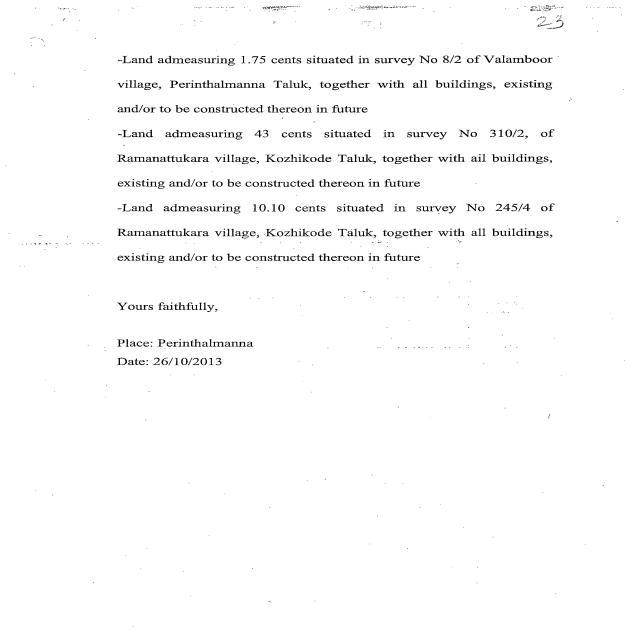 23
-Land admeasuring 1.75 cents situated in survey No 8/2 of Valamboor
village, Perinthalmanna Taluk, together with all buildings, existing
and/or to be constructed thereon in future
-Land admeasuring 43 cents situated in survey No 310/2, of
Ramanattukara village, Kozhikode Taluk, together with ail buildings,
existing and/or to be constructed thereon in future
-Land admeasuring 10.10 cents situated in survey No 245/4 of
Ramanattukara village, Kozhikode Taluk, together with all buildings,
existing and/or to be constructed thereon in future
Yours faithfully,
Place: Perinthalmanna
Date: 26/10/2013